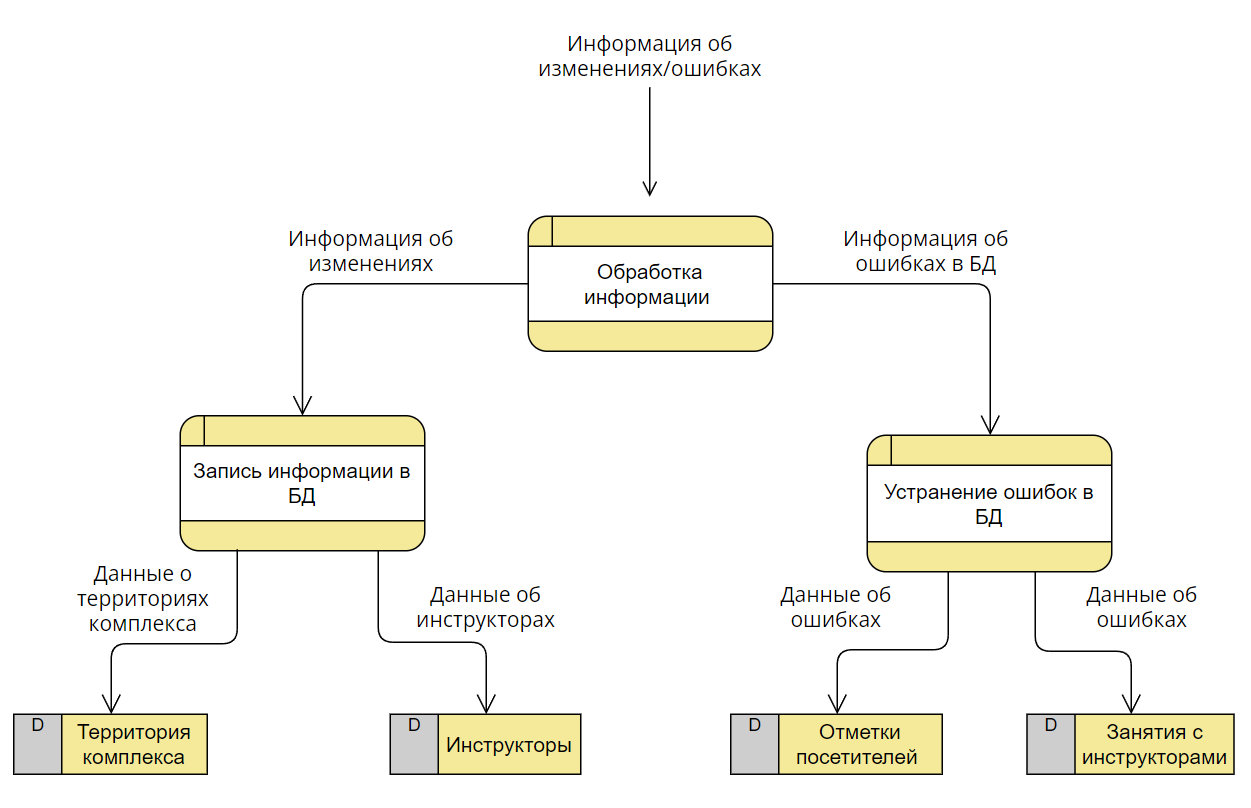 Информация об
изменениях/ошибках
Информация об
изменениях
Информация об
ошибках в БД
Обработка
информации
Запись информации в
БД
Устранение ошибок в
БД
Данные о
территориях
комплекса
Данные об
инструкторах
Данные об
ошибках
Данные об
ошибках
D
Территория
комплекса
D
Инструкторы
D
Отметки
посетителей
D
Занятия с
инструкторами